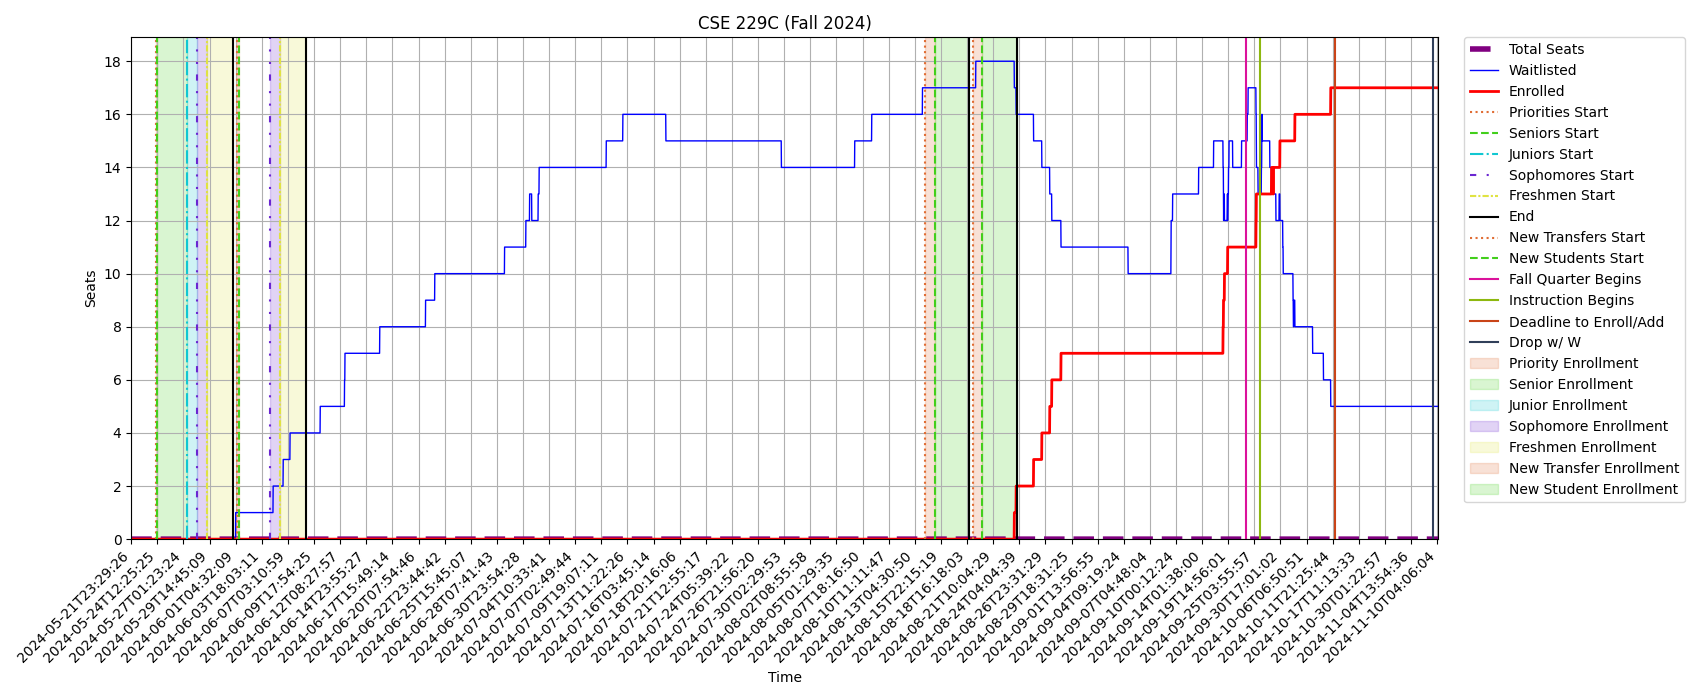 CSE 229C (Fall 2024)
Seats
18
16
14
12
10
8
6
4
2
0
2024-05-21T23:29:26
2024-05-24T12:25:25
2024-05-27T01:23:24
2024-05-29T14:45:09
2024-06-01T04:32:09
2024-06-03T18:03:11
2024-06-07T03:10:59
2024-06-09T17:54:25
2024-06-12T08:27:57
2024-06-14T23:55:27
2024-06-17T15:49:14
2024-06-20T07:54:46
2024-06-22T23:44:42
2024-06-25T15:45:07
2024-06-28T07:41:43
2024-06-30T23:54:28
2024-07-04T10:33:41
2024-07-07T02:49:44
2024-07-09T19:07:11
2024-07-13T11:22:26
2024-07-16T03:45:14
2024-07-18T20:16:06
2024-07-21T12:55:17
2024-07-24T05:39:22
2024-07-26T21:56:20
2024-07-30T02:29:53
2024-08-02T08:55:58
2024-08-05T01:29:35
2024-08-07T18:16:50
2024-08-10T11:11:47
2024-08-13T04:30:50
2024-08-15T22:15:19
2024-08-18T16:18:03
2024-08-21T10:04:29
2024-08-24T04:04:39
2024-08-26T23:31:29
2024-08-29T18:31:25
2024-09-01T13:56:55
2024-09-04T09:19:24
2024-09-07T04:48:04
2024-09-10T00:12:24
2024-09-14T01:38:00
2024-09-19T14:56:01
2024-09-25T03:55:57
2024-09-30T17:01:02
2024-10-06T06:50:51
2024-10-11T21:25:44
2024-10-17T11:13:33
2024-10-30T01:22:57
2024-11-04T13:54:36
2024-11-10T04:06:04
Time
Total Seats
Waitlisted
Enrolled
Priorities Start
Seniors Start
Juniors Start
Sophomores Start
Freshmen Start
End
New Transfers Start
New Students Start
Fall Quarter Begins
Instruction Begins
Deadline to Enroll/Add
Drop w/ W
Priority Enrollment
Senior Enrollment
Junior Enrollment
Sophomore Enrollment
Freshmen Enrollment
New Transfer Enrollment
New Student Enrollment